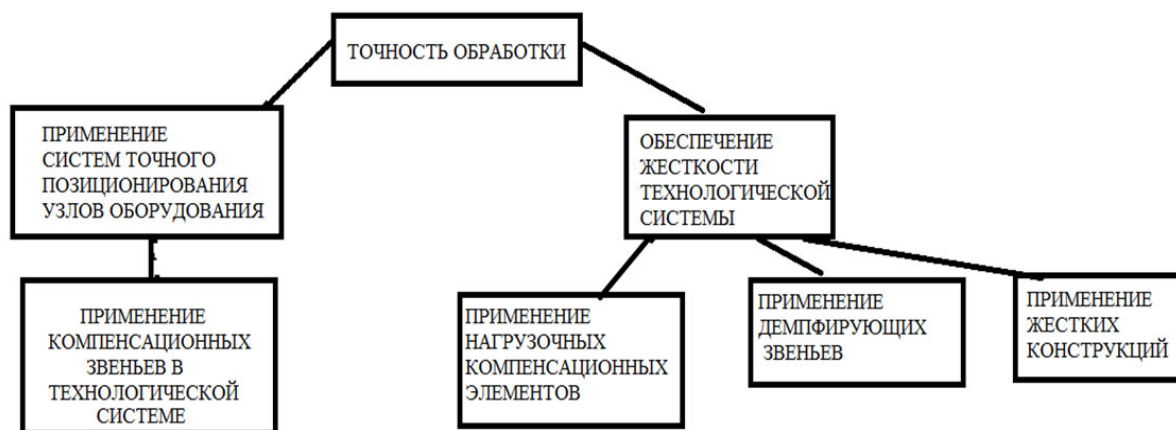 ТОЧНОСТЬ ОБРАБОТКИ
ПРИМЕНЕНИЕ
СИСТЕМ ТОЧНОГО
ПОЗИЦИОНИРОВАНИЯ
УЗЛОВ ОБОРУДОВАНИЯ
ОБЕСПЕЧЕНИЕ
ЖЕСТКОСТИ
ТЕХНОЛОГИЧЕСКОЙ
СИСТЕМЫ
ПРИМЕНЕНИЕ
КОМПЕНСАЦИОННЫХ
ЗВЕНЬЕВ В
ТЕХНОЛОГИЧЕСКОЙ
СИСТЕМЕ
ПРИМЕНЕНИЕ
НАГРУЗОЧНЫХ
КОМПЕНСАЦИОННЫХ
ЭЛЕМЕНТОВ
ПРИМЕНЕНИЕ
ДЕМПФИРУЮЩИХ
ЗВЕНЬЕВ
ПРИМЕНЕНИЕ
ЖЕСТКИХ
КОНСТРУКЦИЙ